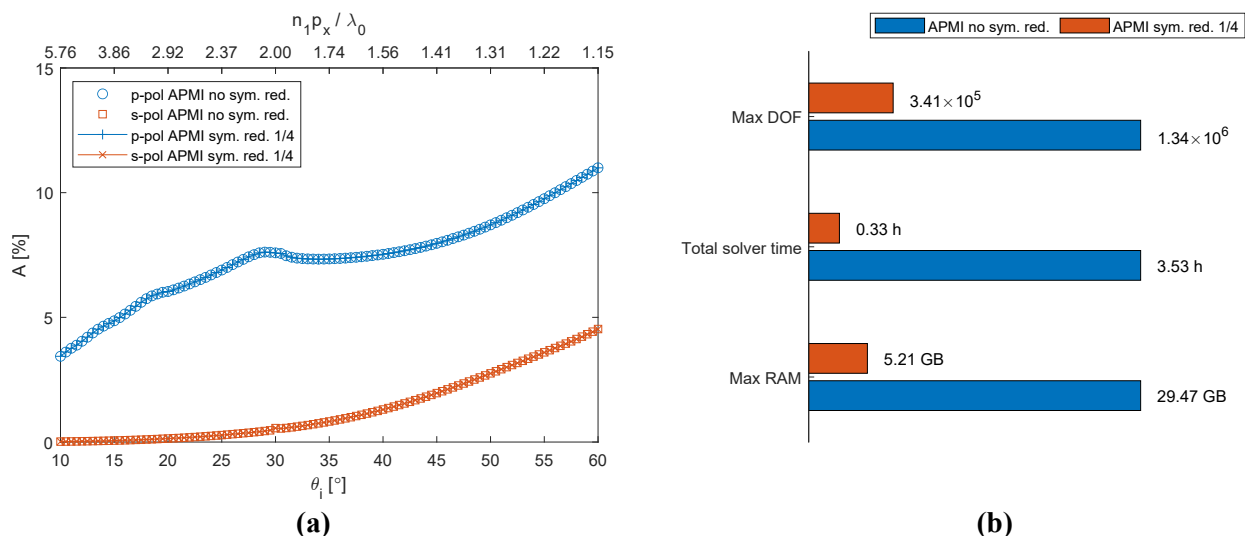 n₁pₓ / λ₀
5.76 3.86 2.92 2.37 2.00 1.74 1.56 1.41 1.31 1.22 1.15
15
10
5
0
A [%]
p-pol APMI no sym. red.
s-pol APMI no sym. red.
p-pol APMI sym. red. 1/4
s-pol APMI sym. red. 1/4
10 15 20 25 30 35 40 45 50 55 60
θᵢ [°]
(a)
APMI no sym. red. APMI sym. red. 1/4
Max DOF
3.41×10⁵
1.34×10⁶
Total solver time
0.33 h
3.53 h
Max RAM
5.21 GB
29.47 GB
(b)